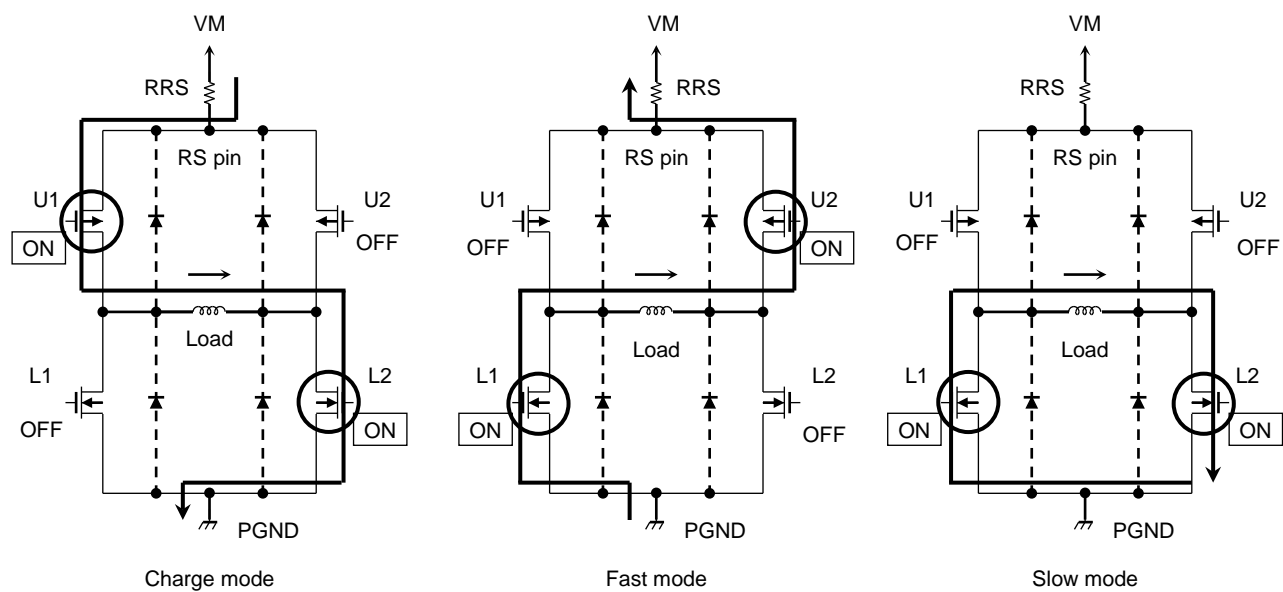 VM
RRS
RS pin
U1
U2
ON
OFF
Load
L1
L2
OFF
ON
PGND
Charge mode
VM
RRS
RS pin
U1
U2
OFF
ON
Load
L1
L2
ON
OFF
PGND
Fast mode
VM
RRS
RS pin
U1
U2
OFF
OFF
Load
L1
L2
ON
ON
PGND
Slow mode